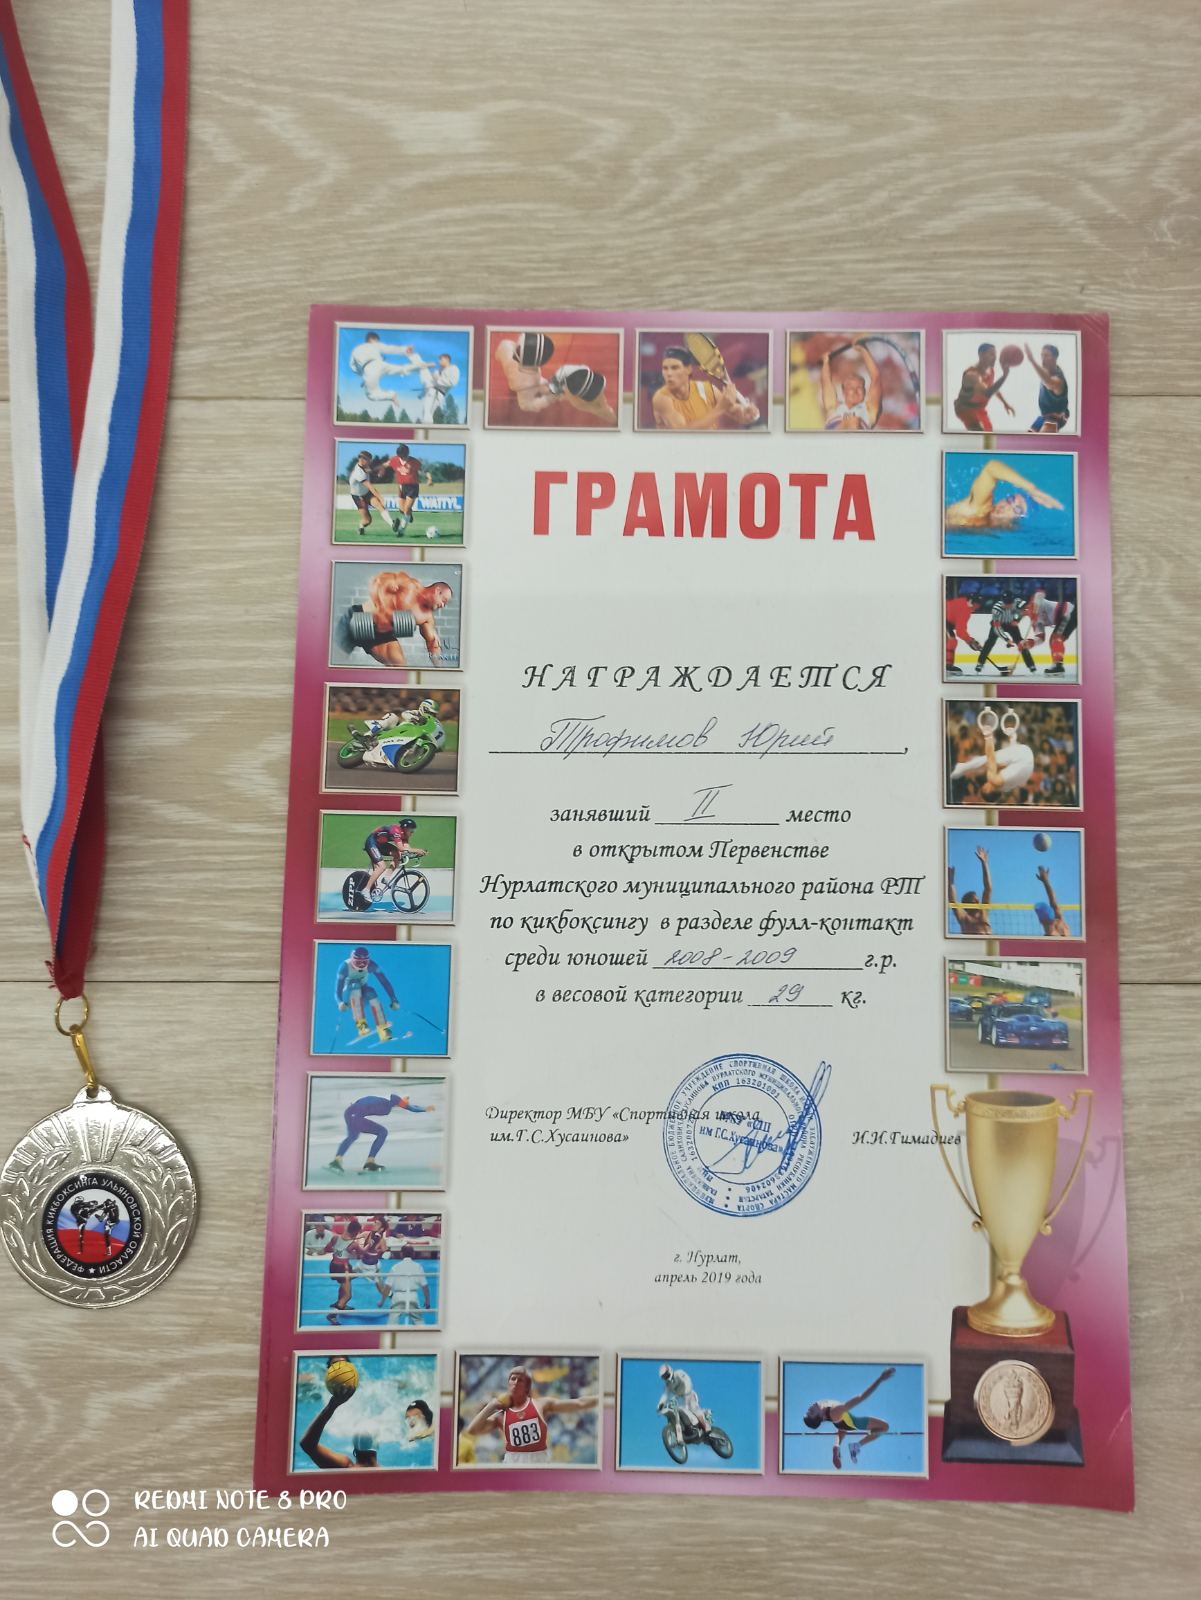 ГРАМОТА
НАГРАЖДАЕТСЯ
Трофимов Юрий,
занявший II место
в открытом Первенстве
Нурлатского муниципального района РТ
по кикбоксингу в разделе фулл-контакт
среди юношей 2008-2009 г.р.
в весовой категории 29 кг.
Директор МБУ «Спортивная школа
им.Г.С.Хусаинова»
И.И.Гимадиев
г. Нурлат,
апрель 2019 года
ФЕДЕРАЦИЯ КИКБОКСИНГА УЛЬЯНОВСКОЙ ОБЛАСТИ
883
REDMI NOTE 8 PRO
AI QUAD CAMERA